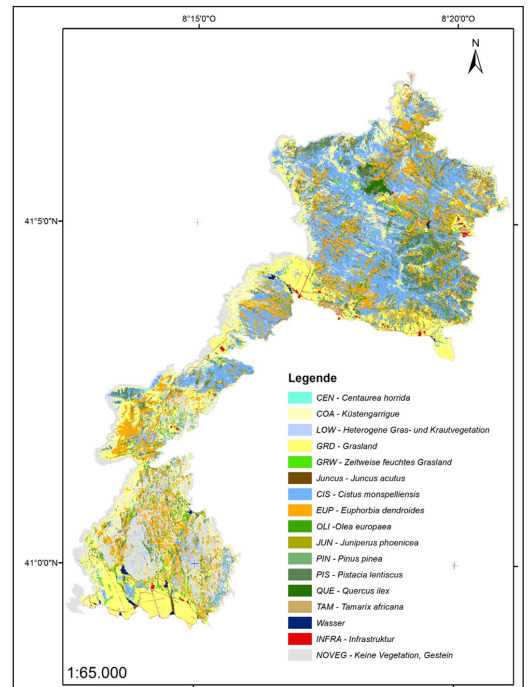 8°15'0"O
8°20'0"O
N
41°5'0"N
41°0'0"N
Legende
CEN - Centaurea horrida
COA - Küstengarrigue
LOW - Heterogene Gras- und Krautvegetation
GRD - Grasland
GRW - Zeitweise feuchtes Grasland
Juncus - Juncus acutus
CIS - Cistus monspelliensis
EUP - Euphorbia dendroides
OLI -Olea europaea
JUN - Juniperus phoenicea
PIN - Pinus pinea
PIS - Pistacia lentiscus
QUE - Quercus ilex
TAM - Tamarix africana
Wasser
INFRA - Infrastruktur
NOVEG - Keine Vegetation, Gestein
1:65.000